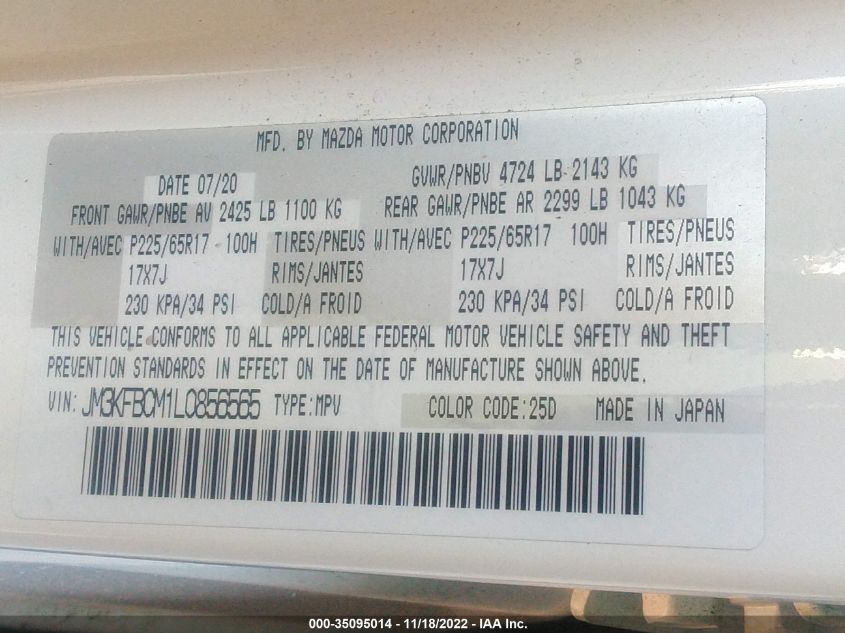 MFD. BY MAZDA MOTOR CORPORATION
DATE 07/20 GVWR/PNBV 4724 LB 2143 KG
FRONT GAWR/PNBE AV 2425 LB 1100 KG REAR GAWR/PNBE AR 2299 LB 1043 KG
WITH/AVEC P225/65R17 100H TIRES/PNEUS WITH/AVEC P225/65R17 100H TIRES/PNEUS
17X7J RIMS/JANTES 17X7J RIMS/JANTES
230 KPA/34 PSI COLD/A FROID 230 KPA/34 PSI COLD/A FROID
THIS VEHICLE CONFORMS TO ALL APPLICABLE FEDERAL MOTOR VEHICLE SAFETY AND THEFT
PREVENTION STANDARDS IN EFFECT ON THE DATE OF MANUFACTURE SHOWN ABOVE.
VIN: JM3KFBCM1L0856565 TYPE:MPV COLOR CODE:25D MADE IN JAPAN
000-35095014 - 11/18/2022 - IAA Inc.